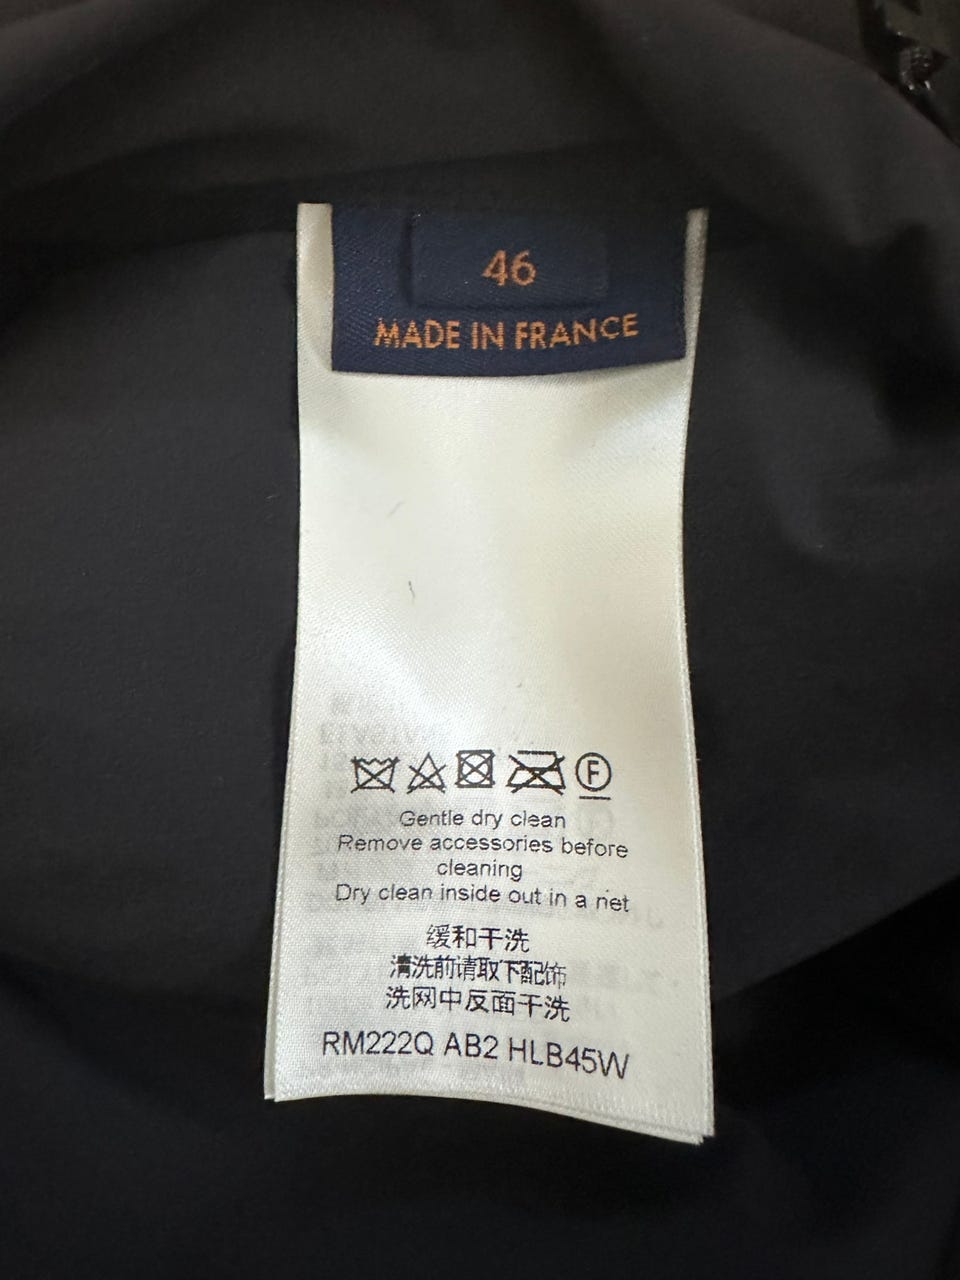 46
MADE IN FRANCE
F
Gentle dry clean
Remove accessories before
cleaning
Dry clean inside out in a net
缓和干洗
清洗前请取下配饰
洗网中反面干洗
RM222Q AB2 HLB45W